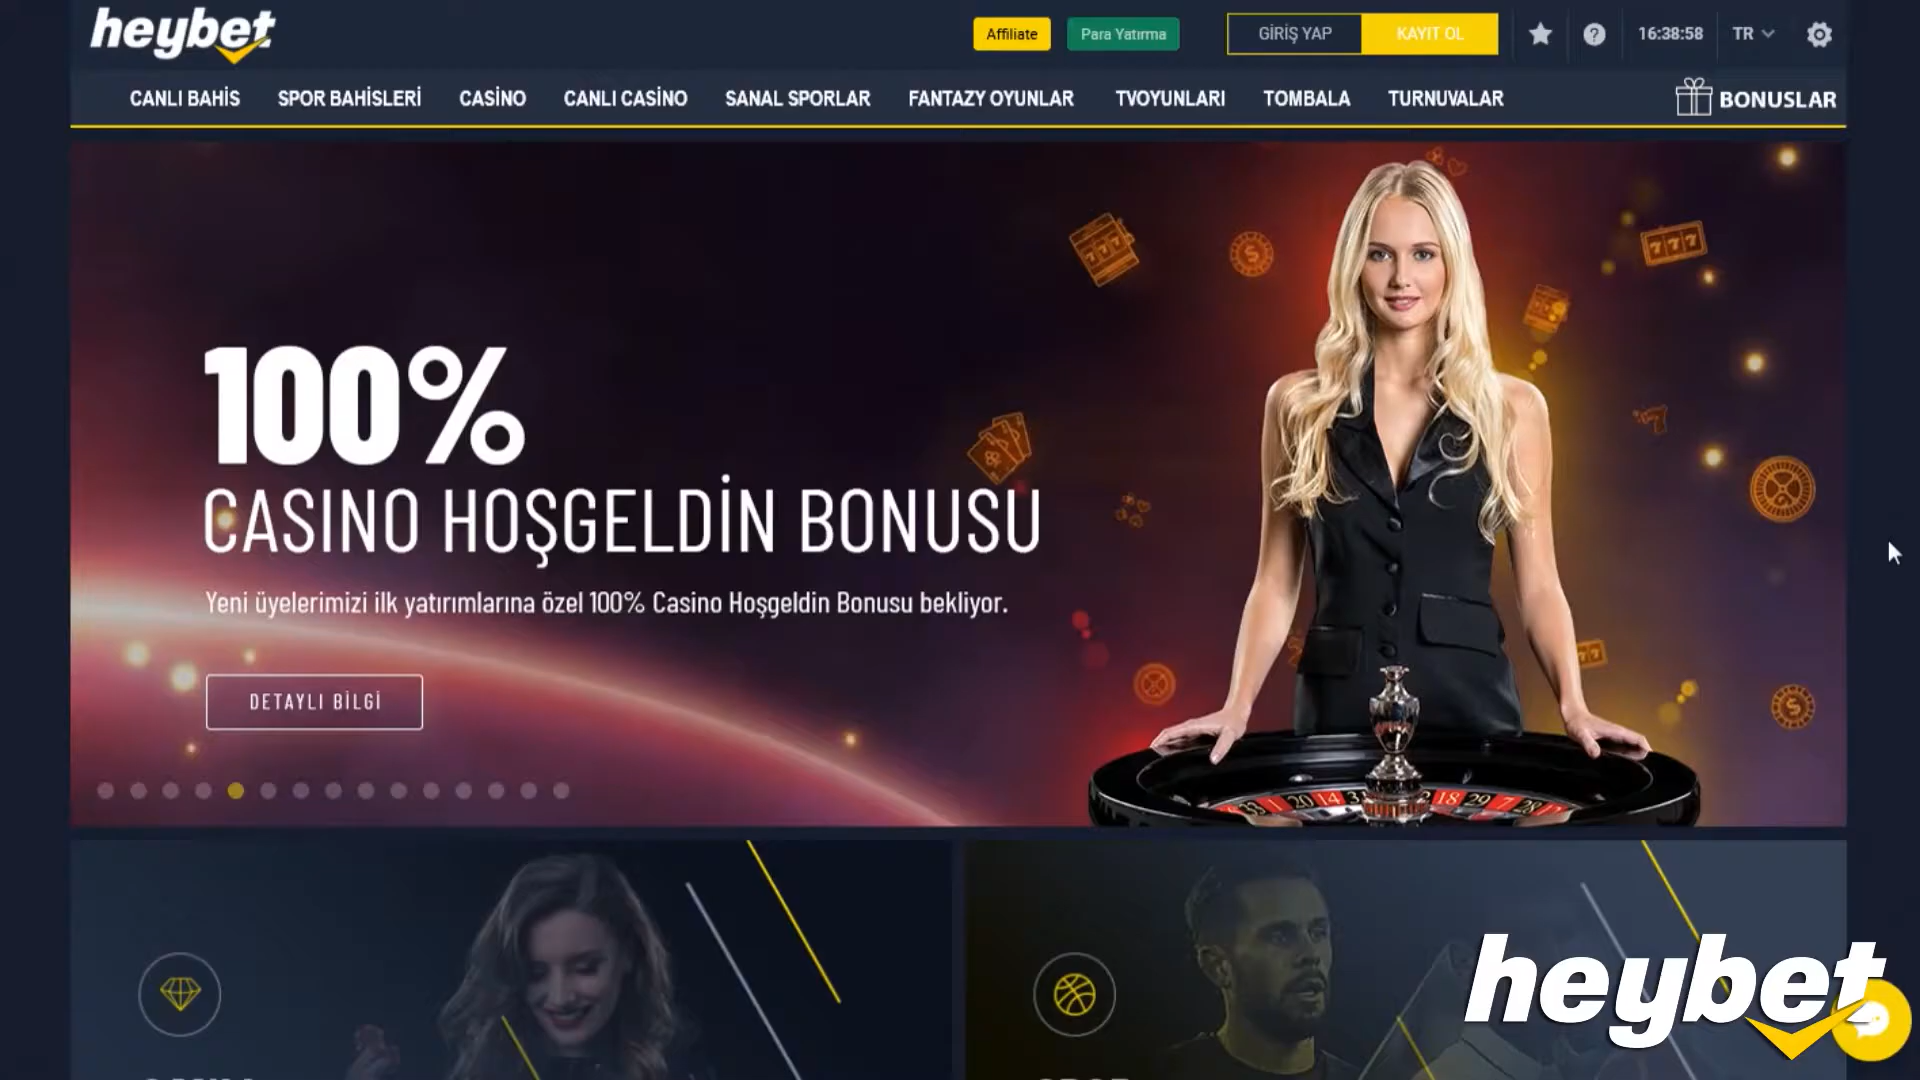 heybet
Affiliate
Para Yatırma
GİRİŞ YAP
KAYIT OL
16:38:58
TR
CANLI BAHİS
SPOR BAHİSLERİ
CASİNO
CANLI CASİNO
SANAL SPORLAR
FANTAZY OYUNLAR
TVOYUNLARI
TOMBALA
TURNUVALAR
BONUSLAR
100%
CASINO HOŞGELDİN BONUSU
Yeni üyelerimizi ilk yatırımlarına özel 100% Casino Hoşgeldin Bonusu bekliyor.
DETAYLI BİLGİ
heybet